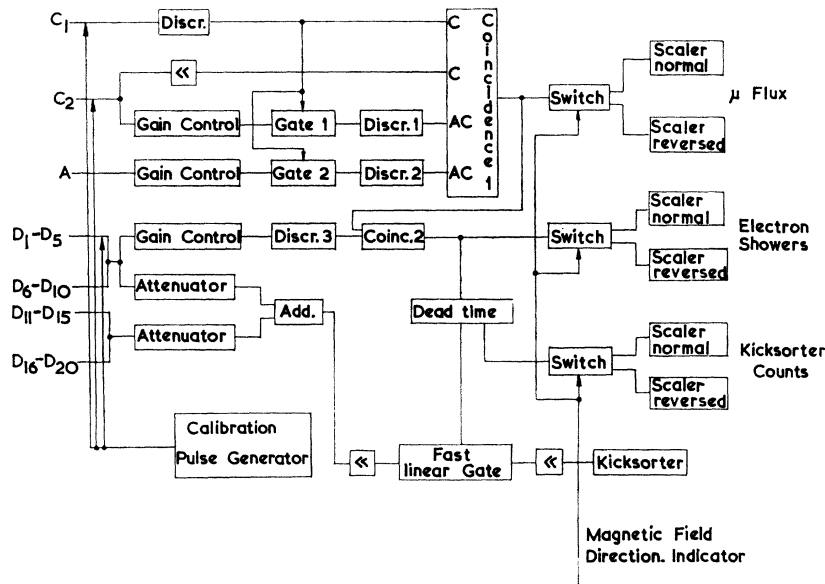 C1 Discr. C
Coincidence 1
Scaler normal
C2 << C
Switch
μ Flux
Gain Control Gate 1 Discr.1 AC
Scaler reversed
A Gain Control Gate 2 Discr.2 AC
Scaler normal
D1-D5 Gain Control Discr.3 Coinc.2 Switch
Electron Showers
Scaler reversed
D6-D10 Attenuator
D11-D15 Add. Dead time
Attenuator
Scaler normal
D16-D20 Switch
Kicksorter Counts
Scaler reversed
Calibration Pulse Generator
<< Fast linear Gate << Kicksorter
Magnetic Field
Direction. Indicator